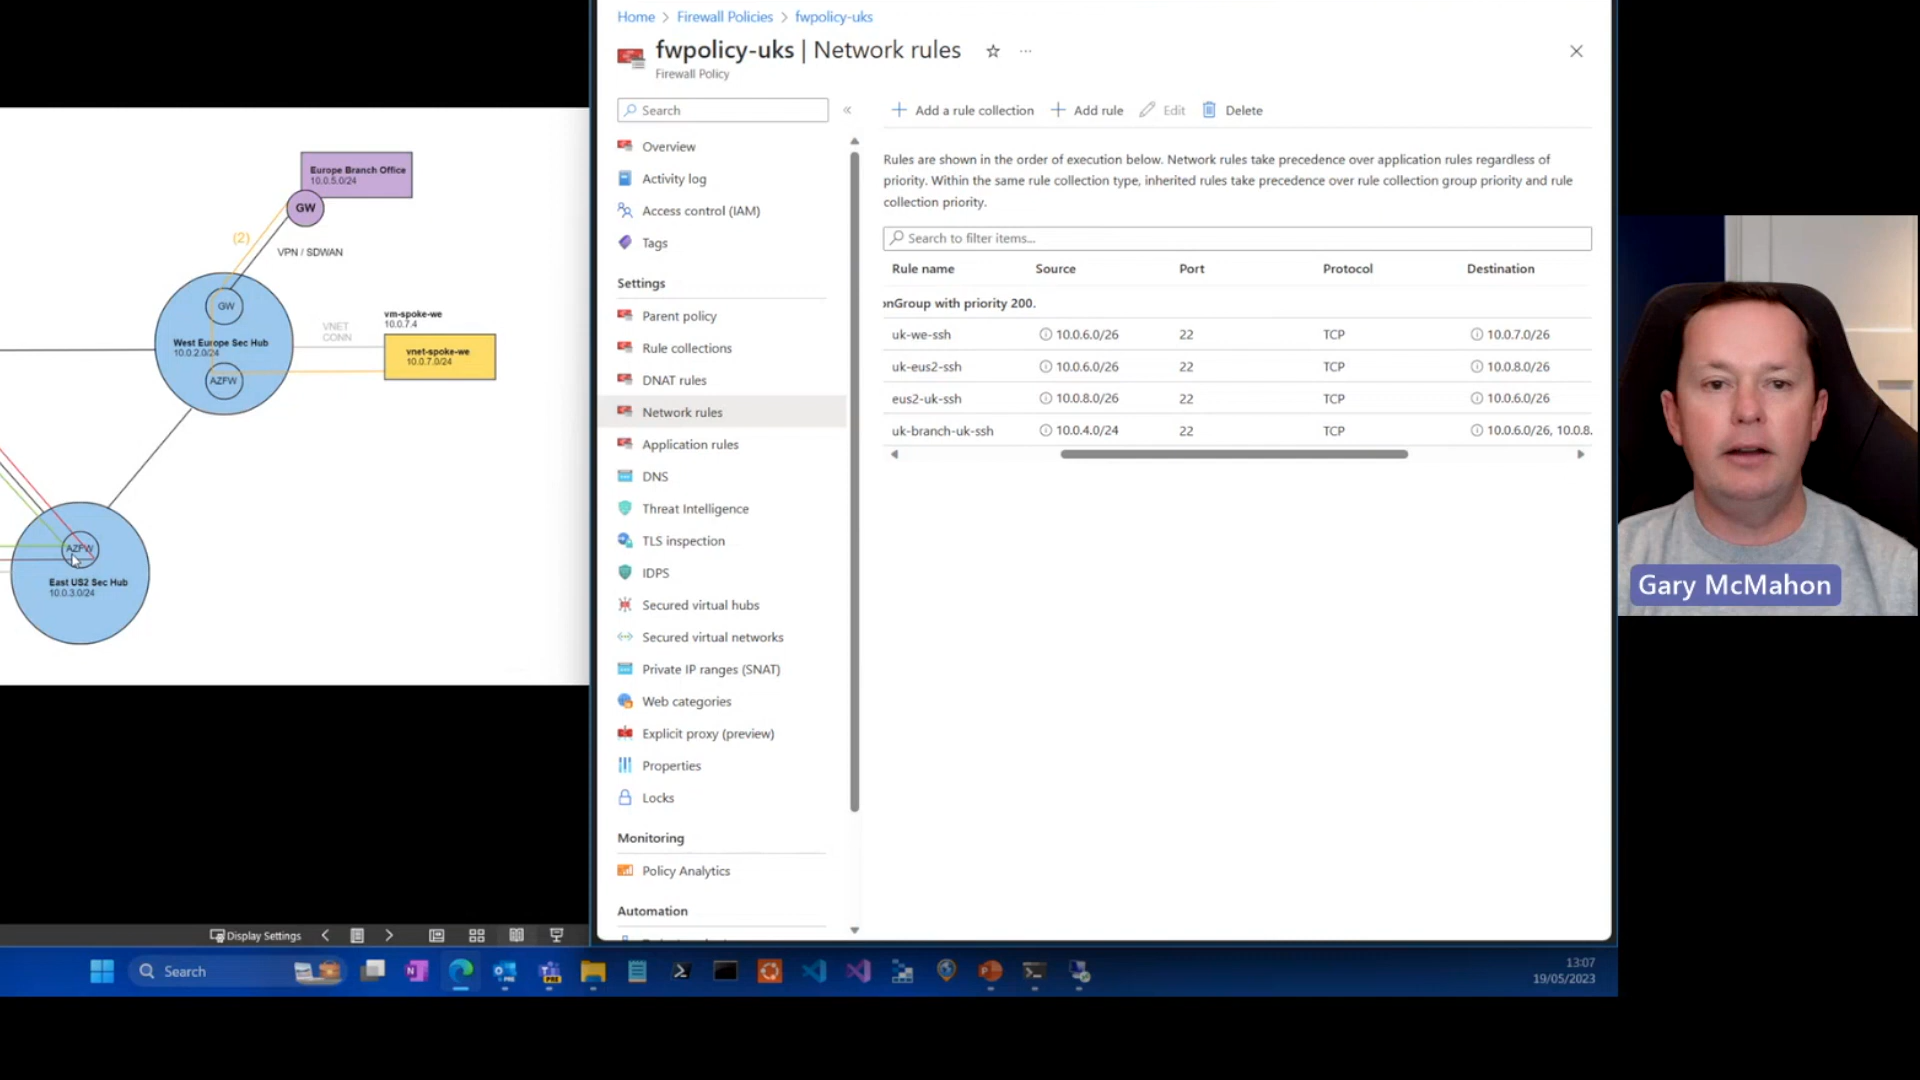 Europe Branch Office
10.0.5.0/24
GW
(2)
VPN / SDWAN
GW
West Europe Sec Hub
10.0.2.0/24
AZFW
VNET
CONN
vm-spoke-we
10.0.7.4
vnet-spoke-we
10.0.7.0/24
AZFW
East US2 Sec Hub
10.0.3.0/24
Display Settings
Home > Firewall Policies > fwpolicy-uks
fwpolicy-uks | Network rules
Firewall Policy
Search
Overview
Activity log
Access control (IAM)
Tags
Settings
Parent policy
Rule collections
DNAT rules
Network rules
Application rules
DNS
Threat Intelligence
TLS inspection
IDPS
Secured virtual hubs
Secured virtual networks
Private IP ranges (SNAT)
Web categories
Explicit proxy (preview)
Properties
Locks
Monitoring
Policy Analytics
Automation
Add a rule collection Add rule Edit Delete
Rules are shown in the order of execution below. Network rules take precedence over application rules regardless of
priority. Within the same rule collection type, inherited rules take precedence over rule collection group priority and rule
collection priority.
Search to filter items...
Rule name Source Port Protocol Destination
onGroup with priority 200.
uk-we-ssh 10.0.6.0/26 22 TCP 10.0.7.0/26
uk-eus2-ssh 10.0.6.0/26 22 TCP 10.0.8.0/26
eus2-uk-ssh 10.0.8.0/26 22 TCP 10.0.6.0/26
uk-branch-uk-ssh 10.0.4.0/24 22 TCP 10.0.6.0/26, 10.0.8.
Gary McMahon
Search
13:07
19/05/2023